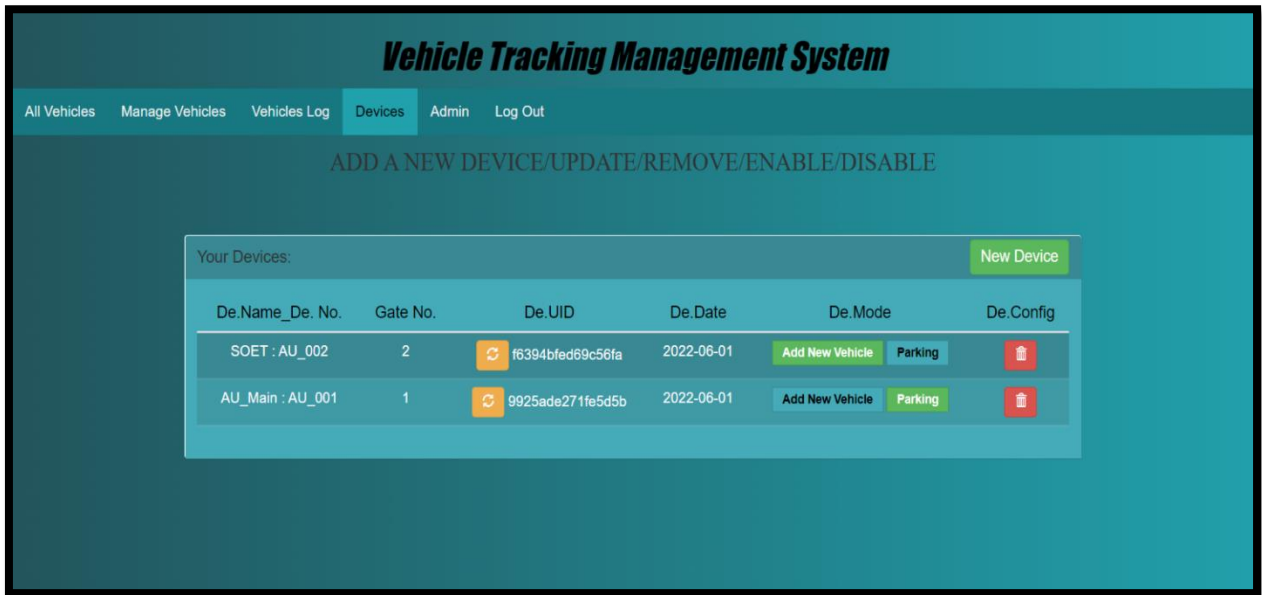 Vehicle Tracking Management System
All Vehicles Manage Vehicles Vehicles Log Devices Admin Log Out
ADD A NEW DEVICE/UPDATE/REMOVE/ENABLE/DISABLE
Your Devices: New Device
De.Name_De. No. Gate No. De.UID De.Date De.Mode De.Config
SOET : AU_002 2 f6394bfed69c56fa 2022-06-01 Add New Vehicle Parking
AU_Main : AU_001 1 9925ade271fe5d5b 2022-06-01 Add New Vehicle Parking